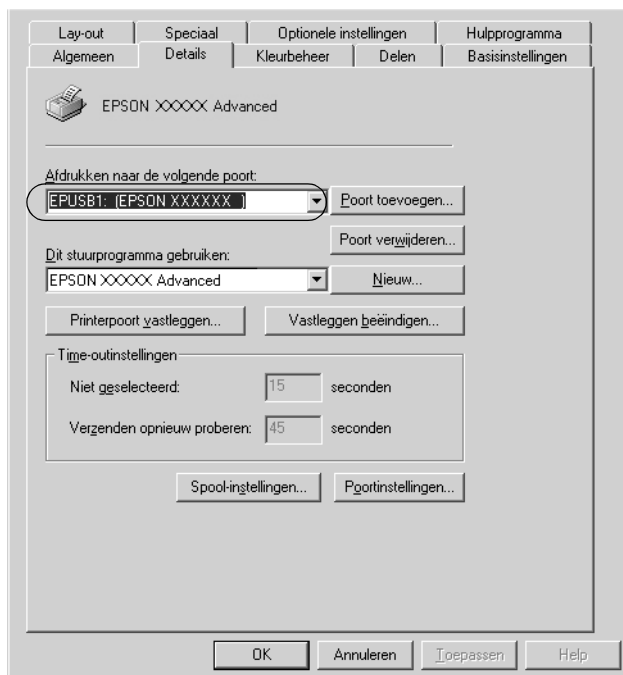 Lay-out Speciaal Optionele instellingen Hulpprogramma
Algemeen Details Kleurbeheer Delen Basisinstellingen
EPSON XXXXX Advanced
Afdrukken naar de volgende poort:
EPUSB1: (EPSON XXXXXX ) Poort toevoegen...
Poort verwijderen...
Dit stuurprogramma gebruiken:
EPSON XXXXX Advanced Nieuw...
Printerpoort vastleggen... Vastleggen beëindigen...
Time-outinstellingen
Niet geselecteerd: 15 seconden
Verzenden opnieuw proberen: 45 seconden
Spool-instellingen... Poortinstellingen...
OK Annuleren Toepassen Help